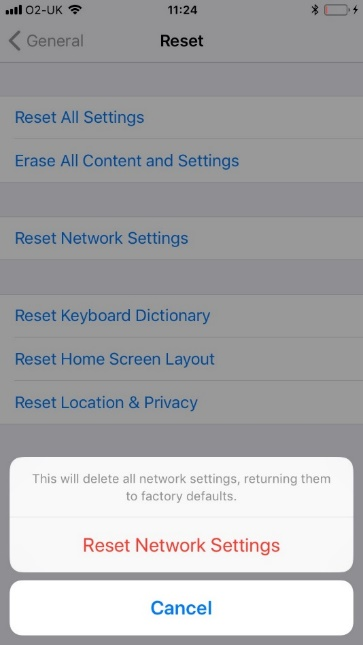 O2-UK 11:24
General Reset
Reset All Settings
Erase All Content and Settings
Reset Network Settings
Reset Keyboard Dictionary
Reset Home Screen Layout
Reset Location & Privacy
This will delete all network settings, returning them
to factory defaults.
Reset Network Settings
Cancel